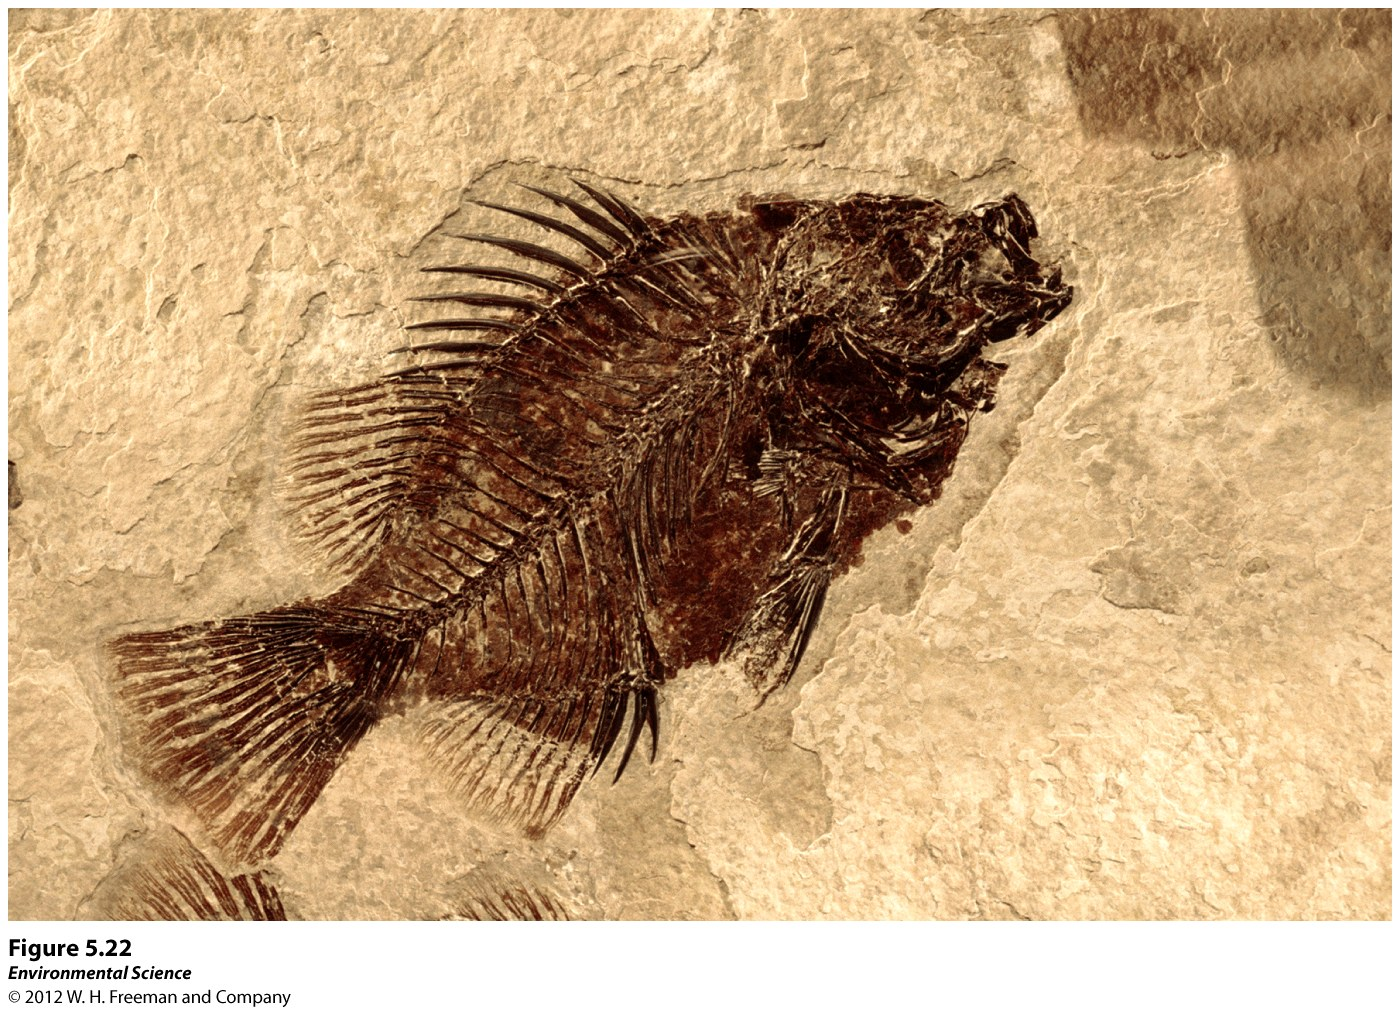 Figure 5.22
Environmental Science
© 2012 W. H. Freeman and Company